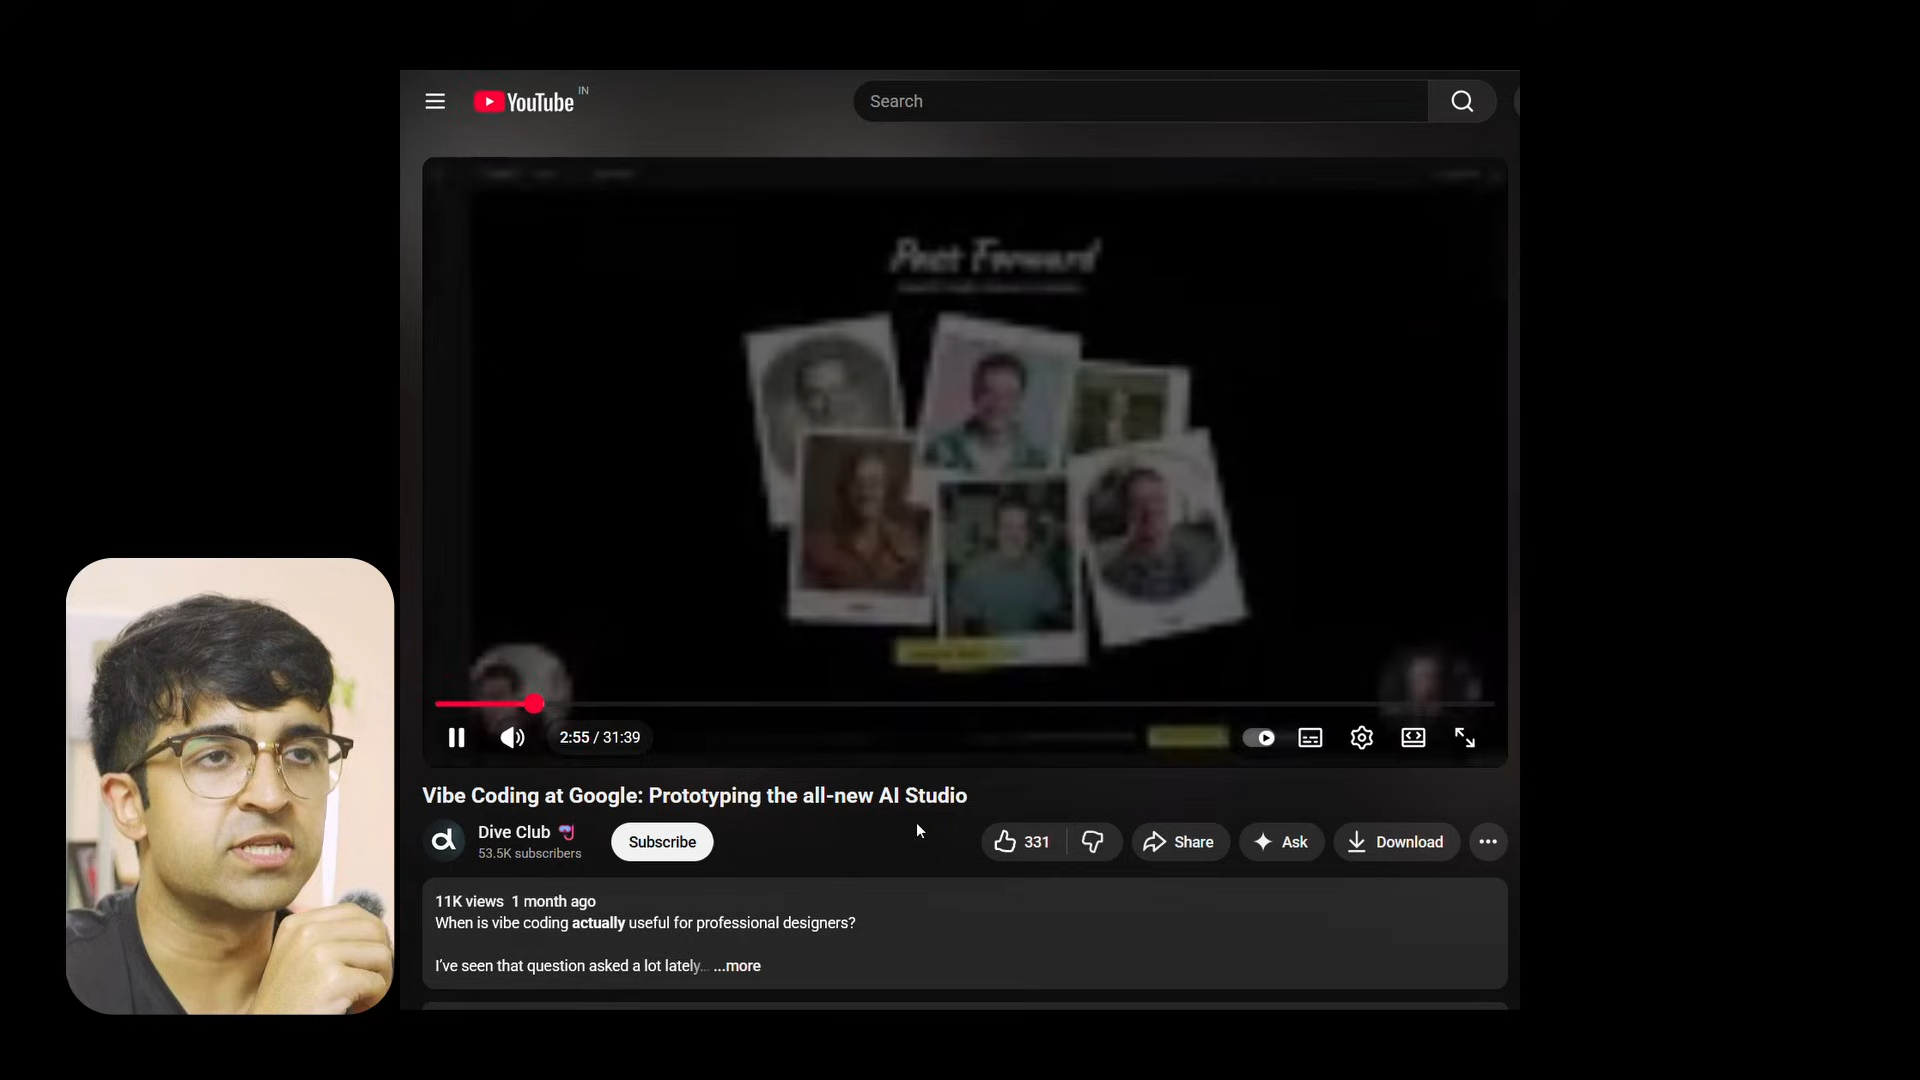 YouTube IN
Search
Past Forward
2:55 / 31:39
Vibe Coding at Google: Prototyping the all-new AI Studio
Dive Club
53.5K subscribers
Subscribe
331
Share
Ask
Download
11K views 1 month ago
When is vibe coding actually useful for professional designers?
I've seen that question asked a lot lately... ...more